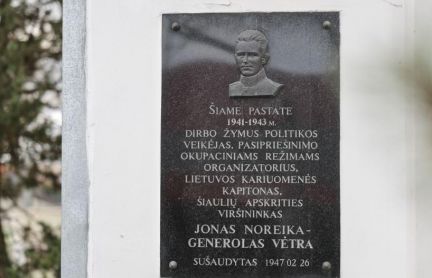 ŠIAME PASTATE
1941-1943 M.
DIRBO ŽYMUS POLITIKOS
VEIKĖJAS, PASIPRIEŠINIMO
OKUPACINIAMS REŽIMAMS
ORGANIZATORIUS,
LIETUVOS KARIUOMENĖS
KAPITONAS,
ŠIAULIŲ APSKRITIES
VIRŠININKAS
JONAS NOREIKA-
GENEROLAS VĖTRA
SUŠAUDYTAS 1947 02 26